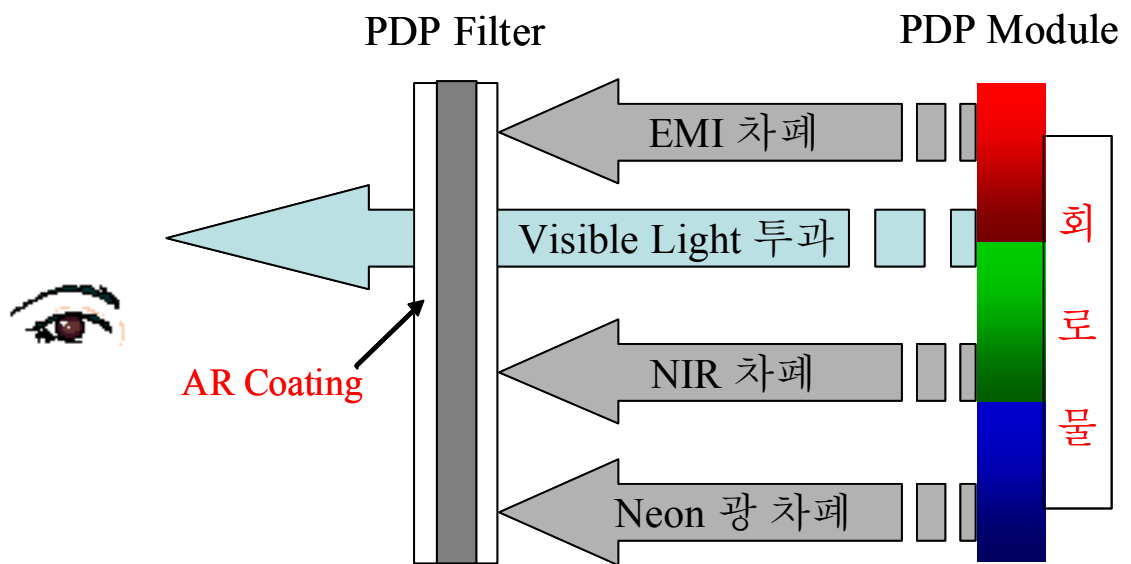 PDP Filter
PDP Module
EMI 차폐
Visible Light 투과
NIR 차폐
Neon 광 차폐
AR Coating
회
로
물